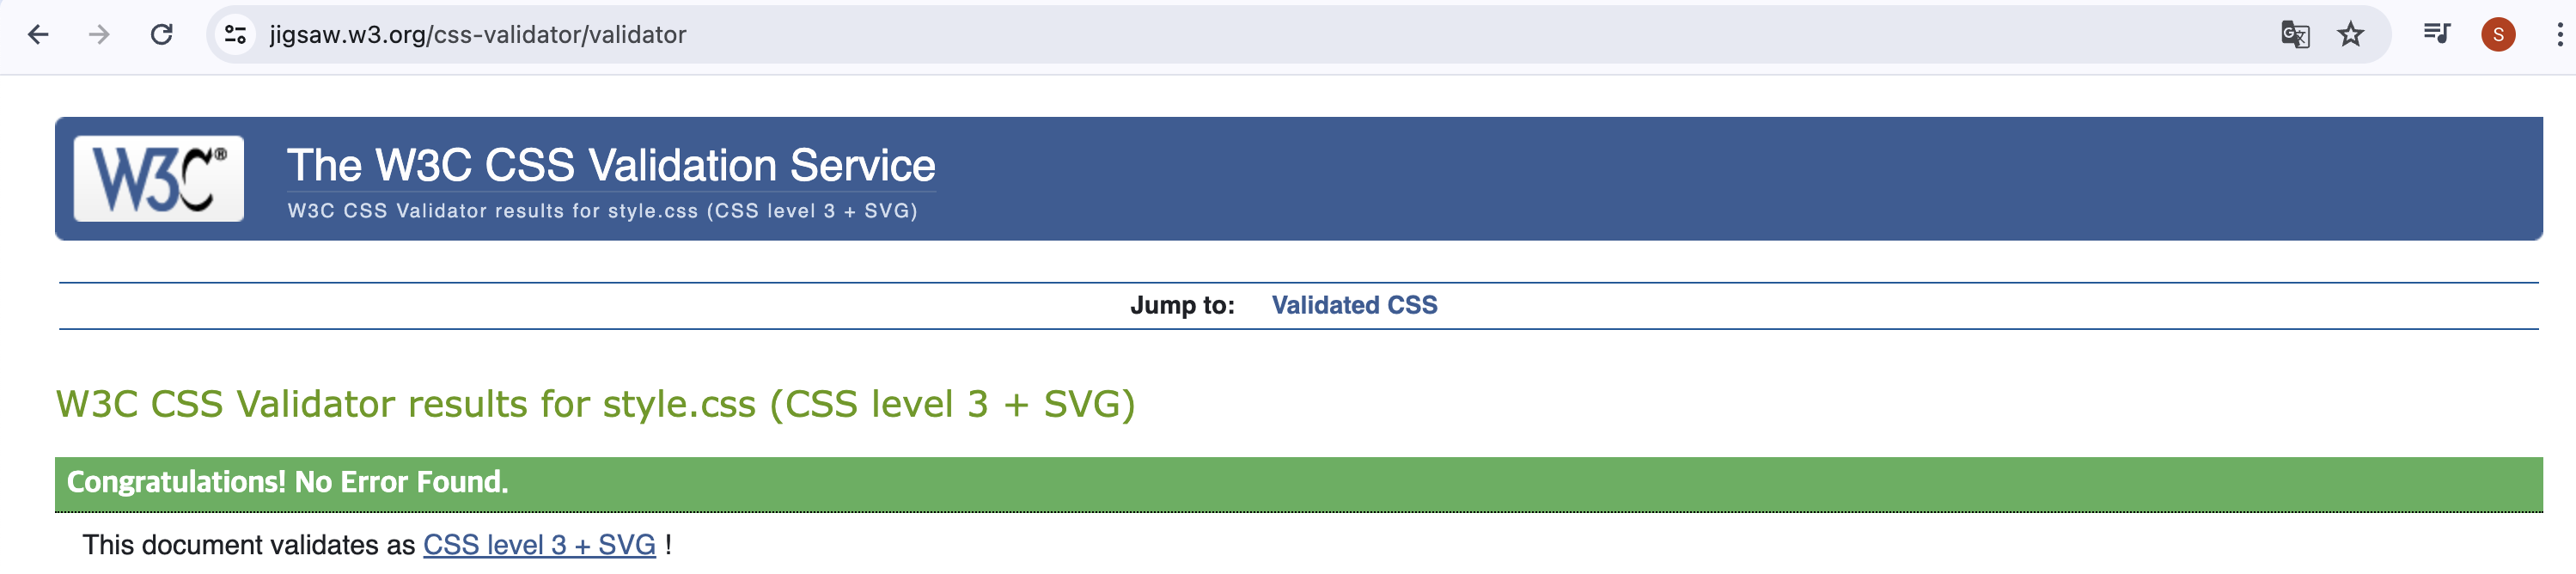 jigsaw.w3.org/css-validator/validator
S
W3C®
The W3C CSS Validation Service
W3C CSS Validator results for style.css (CSS level 3 + SVG)
Jump to: Validated CSS
W3C CSS Validator results for style.css (CSS level 3 + SVG)
Congratulations! No Error Found.
This document validates as CSS level 3 + SVG !